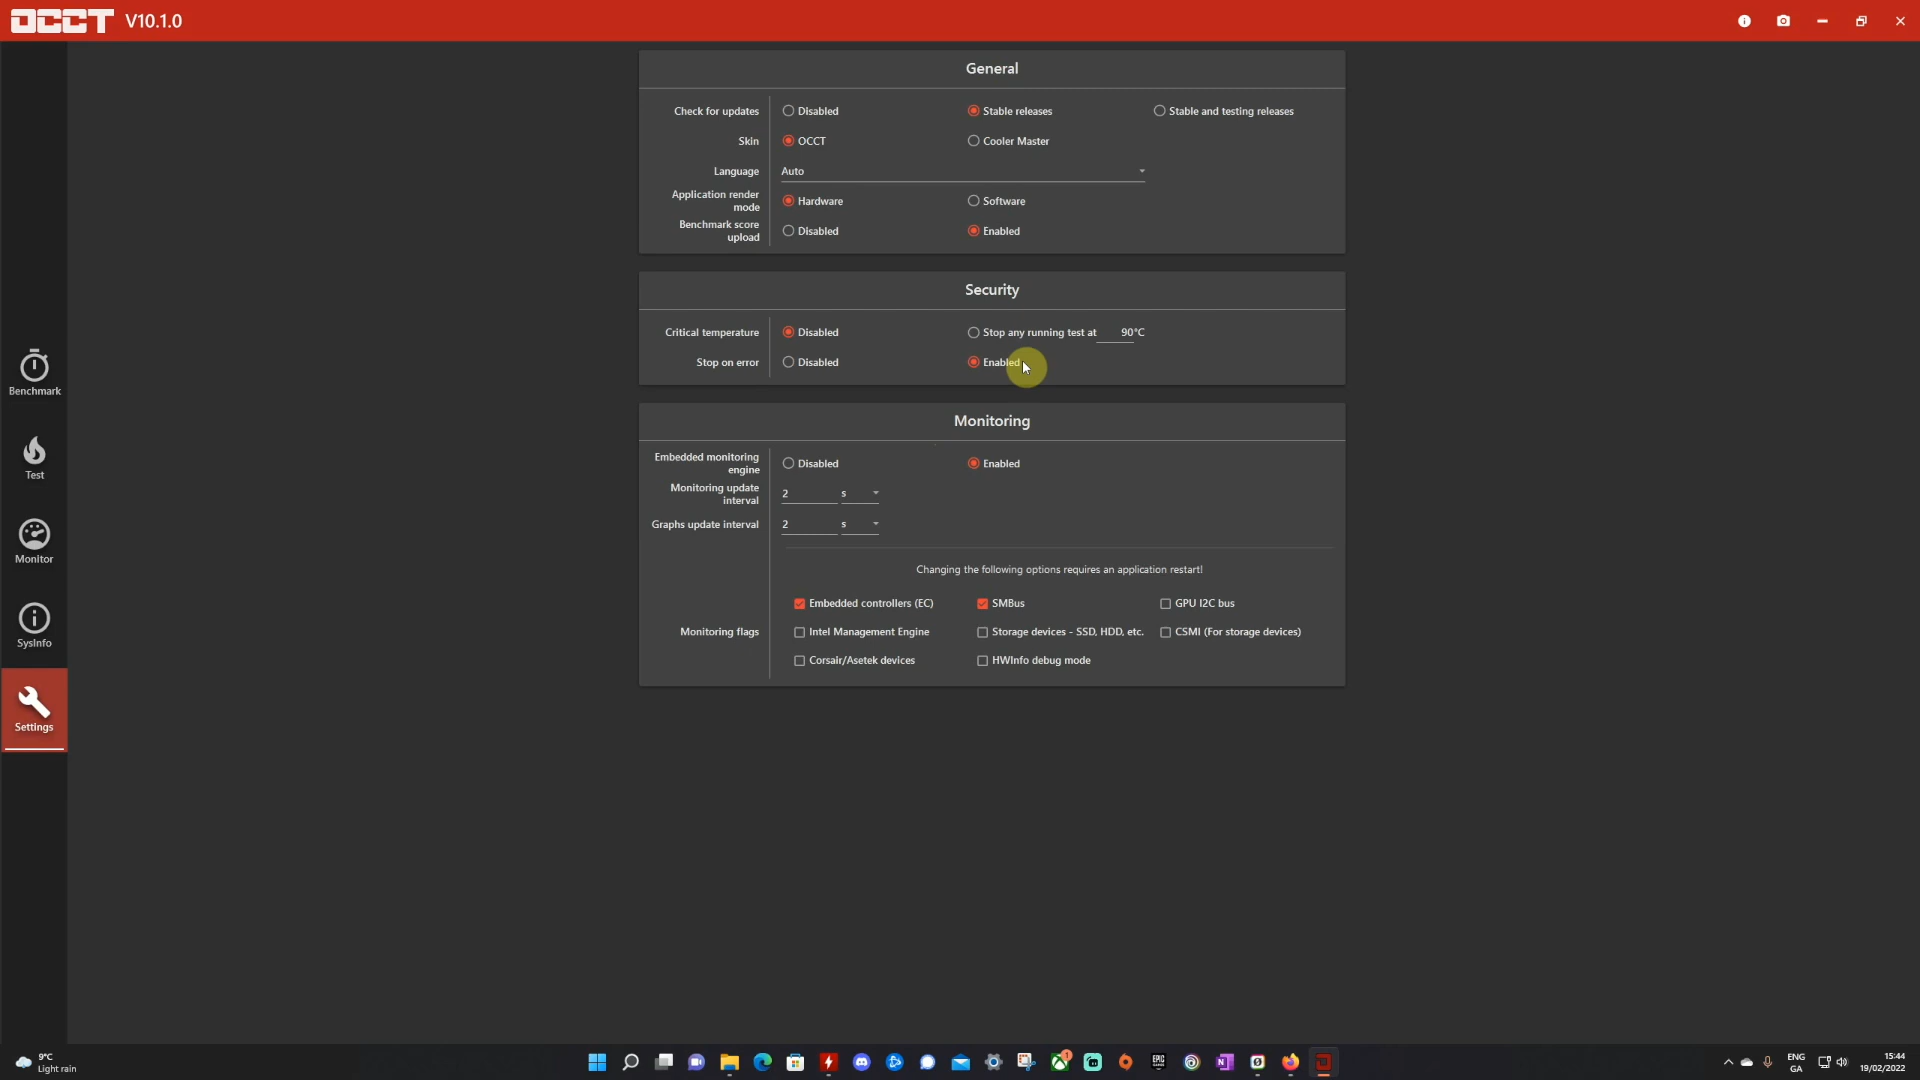 OCCT V10.1.0
General
Check for updates Disabled Stable releases Stable and testing releases
Skin OCCT Cooler Master
Language Auto
Application render
mode Hardware Software
Benchmark score
upload Disabled Enabled
Security
Critical temperature Disabled Stop any running test at 90°C
Stop on error Disabled Enabled
Benchmark
Test
Monitor
SysInfo
Settings
Monitoring
Embedded monitoring
engine Disabled Enabled
Monitoring update
interval 2 s
Graphs update interval 2 s
Changing the following options requires an application restart!
Embedded controllers (EC) SMBus GPU I2C bus
Monitoring flags Intel Management Engine Storage devices - SSD, HDD, etc. CSMI (For storage devices)
Corsair/Asetek devices HWInfo debug mode
9°C
Light rain
1
EPIC
GAMES
ENG
GA
15:44
19/02/2022